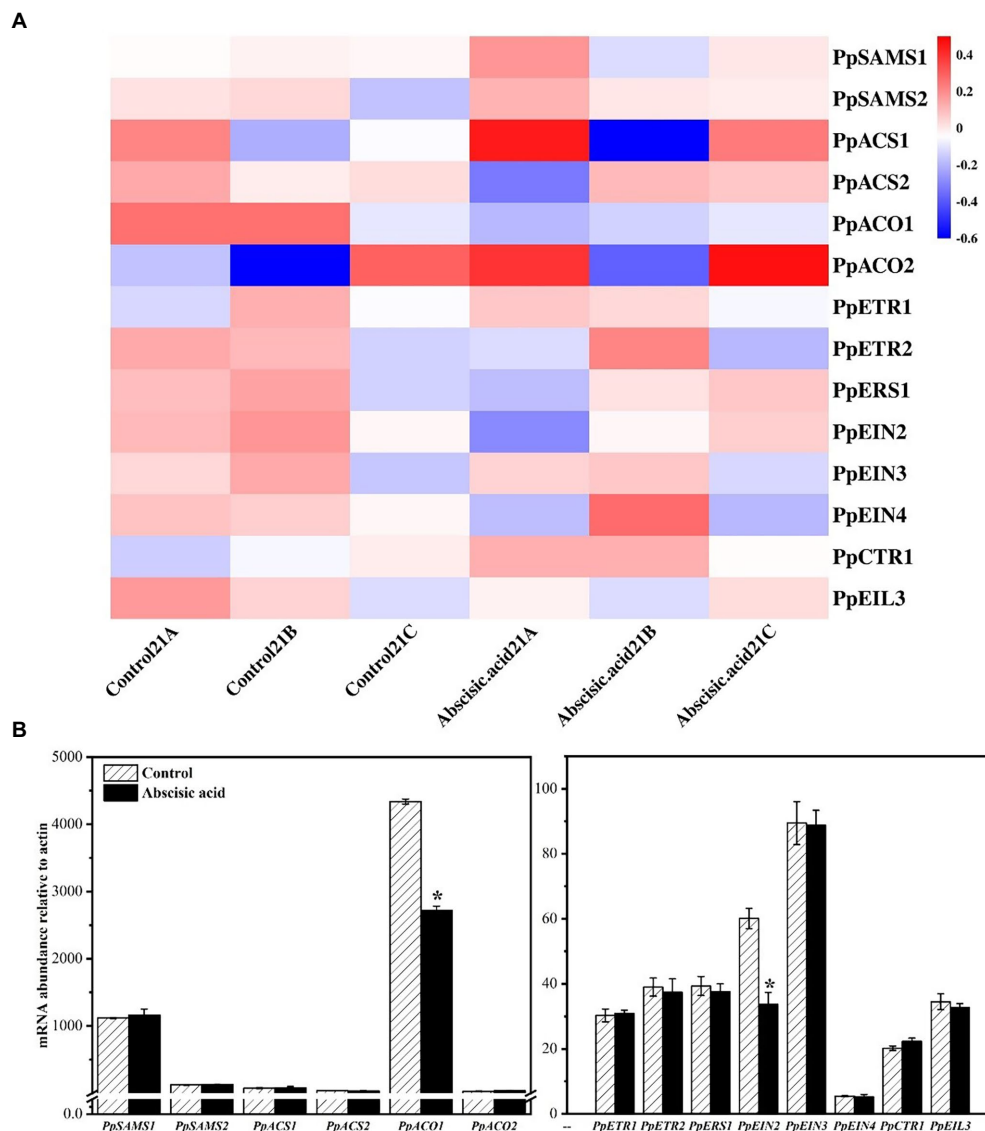 A
PpSAMS1
PpSAMS2
PpACS1
PpACS2
PpACO1
PpACO2
PpETR1
PpETR2
PpERS1
PpEIN2
PpEIN3
PpEIN4
PpCTR1
PpEIL3
0.4
0.2
0
-0.2
-0.4
-0.6
Control21A
Control21B
Control21C
Abscisic.acid21A
Abscisic.acid21B
Abscisic.acid21C
B
mRNA abundance relative to actin
5000
4000
3000
2000
1000
0.0
Control
Abscisic acid
*
PpSAMS1 PpSAMS2 PpACS1 PpACS2 PpACO1 PpACO2
100
80
60
40
20
0
*
-- PpETR1 PpETR2 PpERS1 PpEIN2 PpEIN3 PpEIN4 PpCTR1 PpEIL3